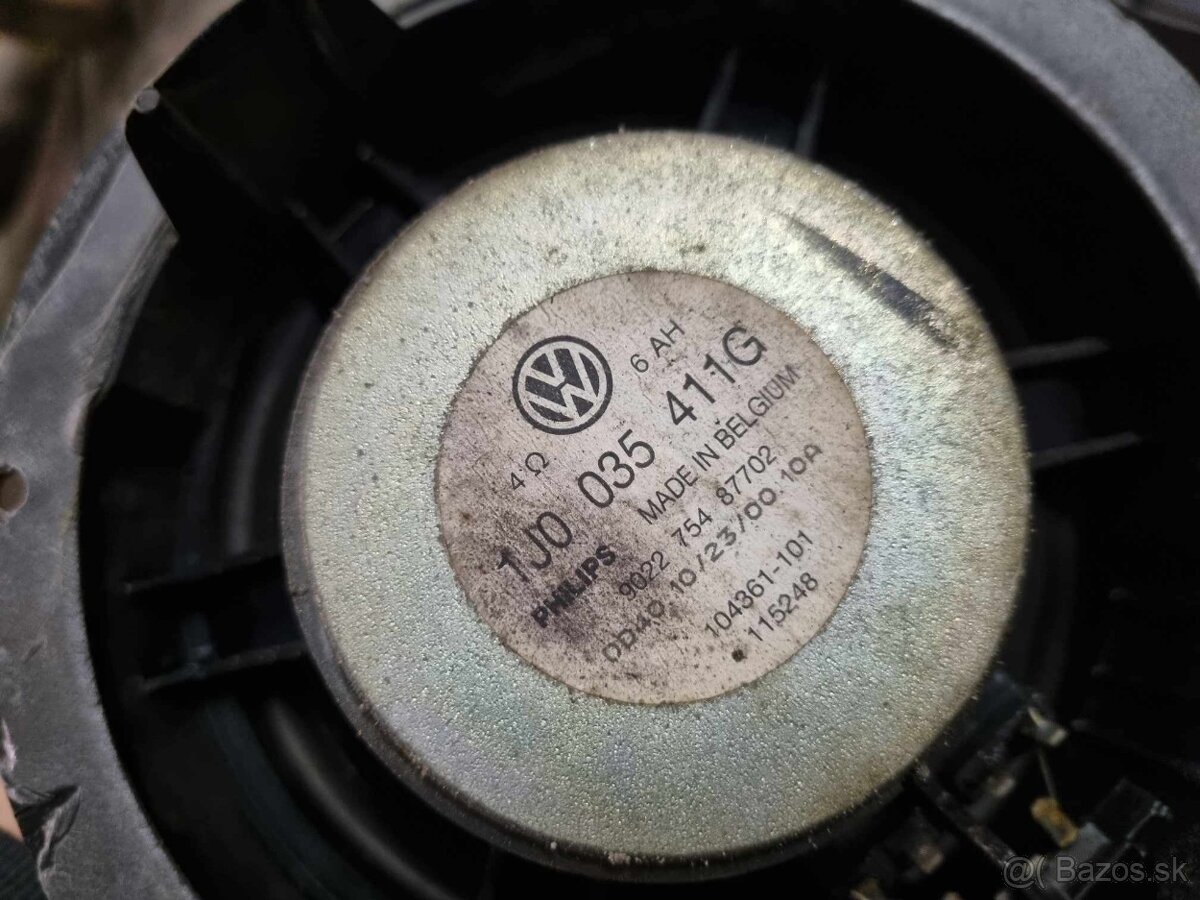 VW
6 AH
4 Ω
1J0 035 411G
MADE IN BELGIUM
PHILIPS
9022 754 87702
OD40 10/23/00 10A
104361-101
115248
@( Bazos.sk